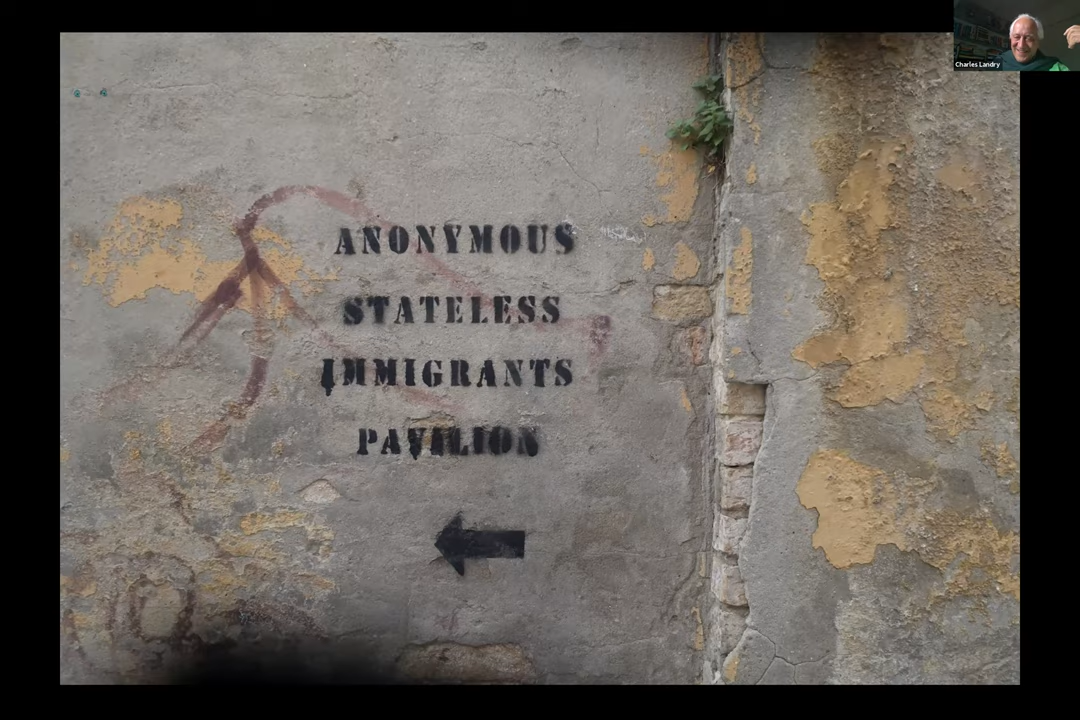 Charles Landry
ANONYMOUS
STATELESS
IMMIGRANTS
PAVILION